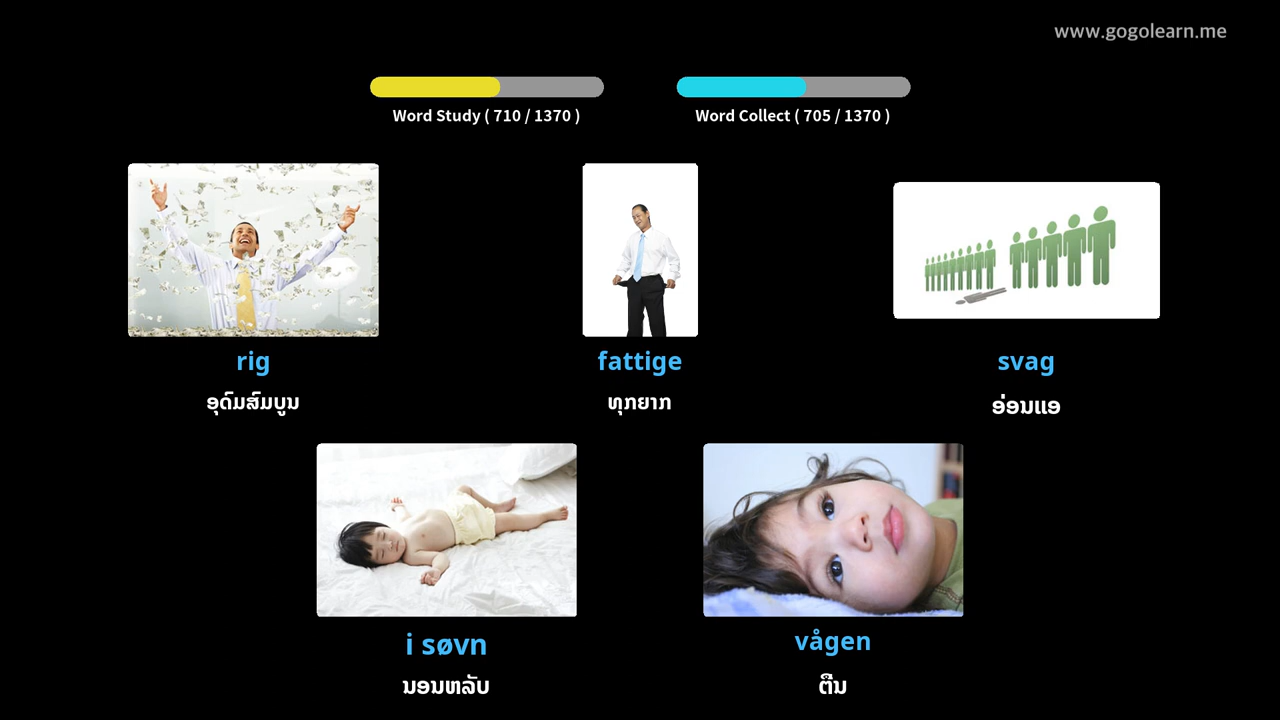 www.gogolearn.me
Word Study ( 710 / 1370 )
Word Collect ( 705 / 1370 )
rig
fattige
svag
ອຸດົມສົມບູນ
ທຸກຍາກ
ອ່ອນແອ
i søvn
vågen
ນອນຫລັບ
ຕື່ນ